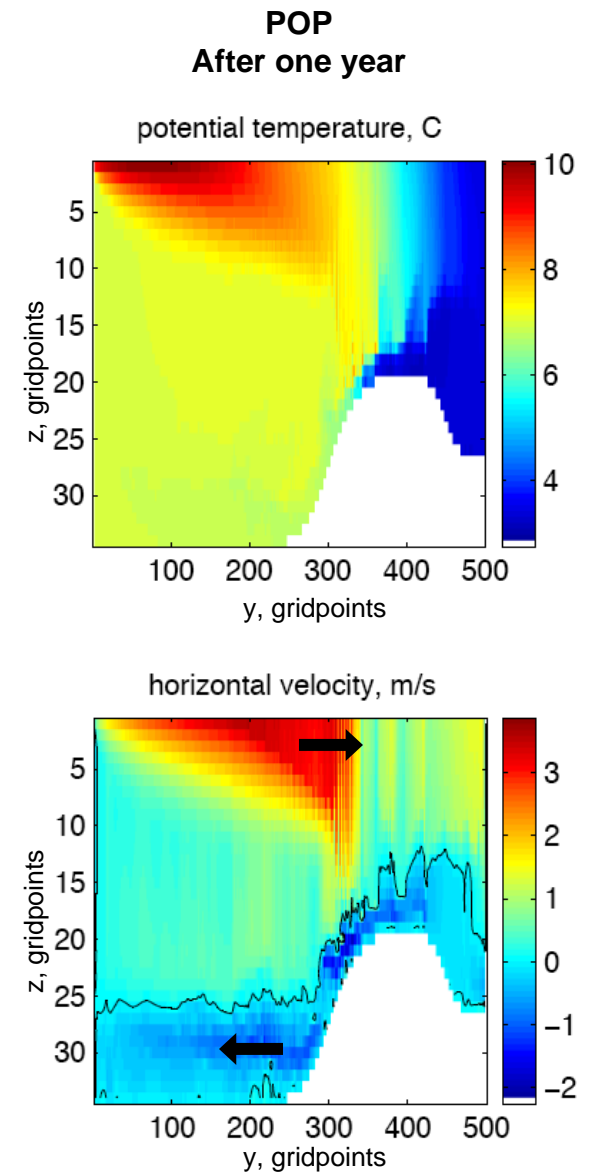 POP
After one year
potential temperature, C
5
10
15
20
25
30
z, gridpoints
100 200 300 400 500
y, gridpoints
10
8
6
4
horizontal velocity, m/s
5
10
15
20
25
30
z, gridpoints
100 200 300 400 500
y, gridpoints
3
2
1
0
−1
−2